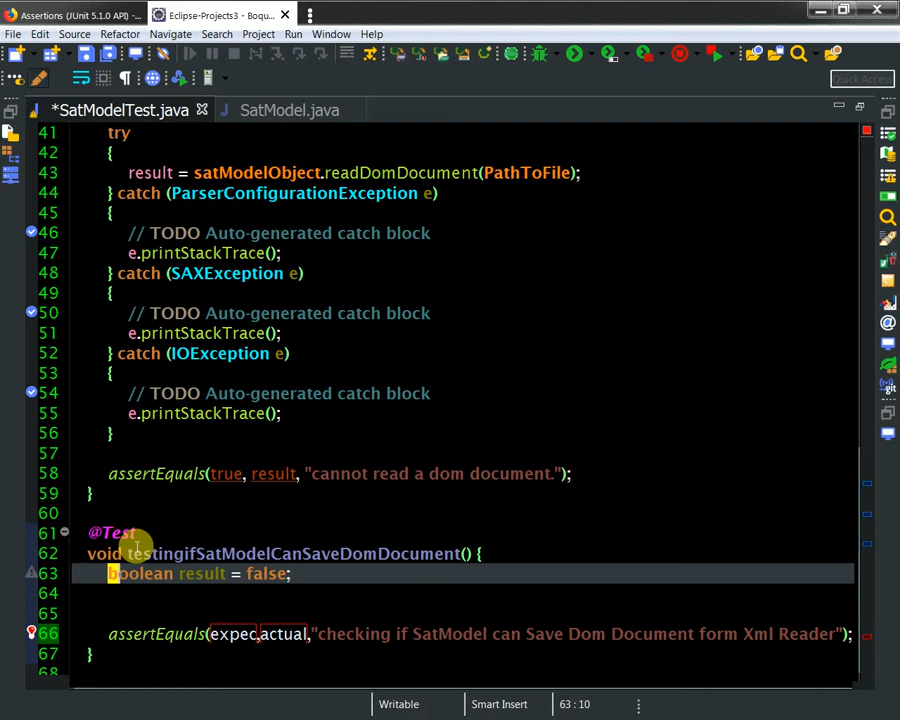 Assertions (JUnit 5.1.0 API) - ...
Eclipse-Projects3 - Boqu...
File Edit Source Refactor Navigate Search Project Run Window Help
Quick Access
*SatModelTest.java
SatModel.java
41 try
42 {
43 result = satModelObject.readDomDocument(PathToFile);
44 } catch (ParserConfigurationException e)
45 {
46 // TODO Auto-generated catch block
47 e.printStackTrace();
48 } catch (SAXException e)
49 {
50 // TODO Auto-generated catch block
51 e.printStackTrace();
52 } catch (IOException e)
53 {
54 // TODO Auto-generated catch block
55 e.printStackTrace();
56 }
57
58 assertEquals(true, result, "cannot read a dom document.");
59 }
60
61 @Test
62 void testingifSatModelCanSaveDomDocument() {
63 boolean result = false;
64
65
66 assertEquals(expec,actual,"checking if SatModel can Save Dom Document form Xml Reader");
67 }
68
Writable
Smart Insert
63 : 10